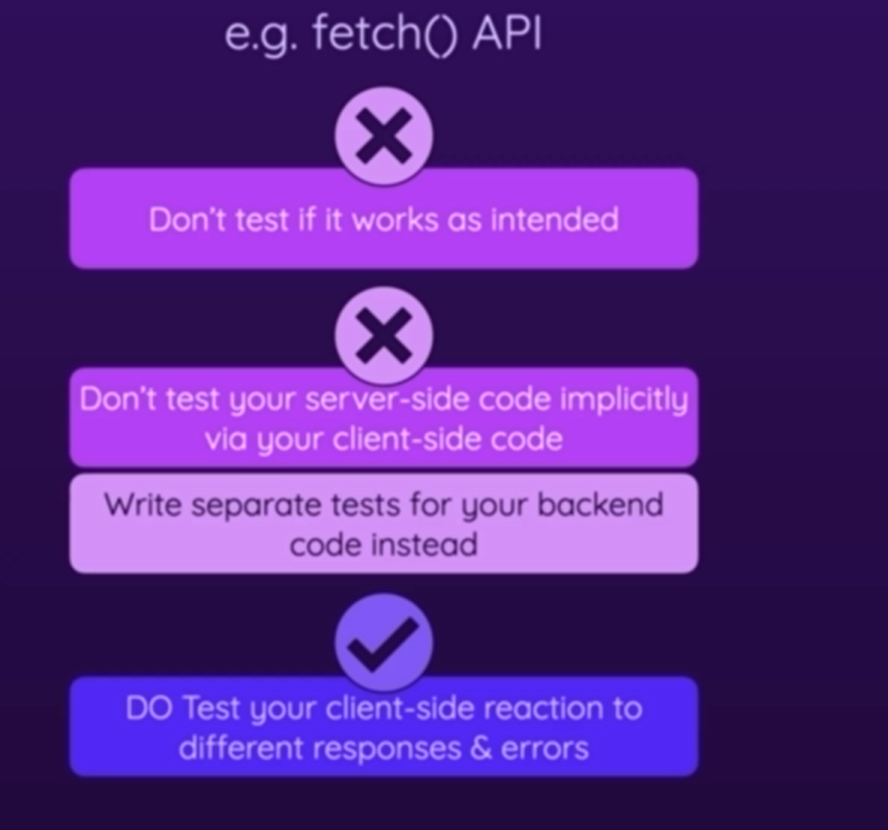 e.g. fetch() API
Don't test if it works as intended
Don't test your server-side code implicitly
via your client-side code
Write separate tests for your backend
code instead
DO Test your client-side reaction to
different responses & errors